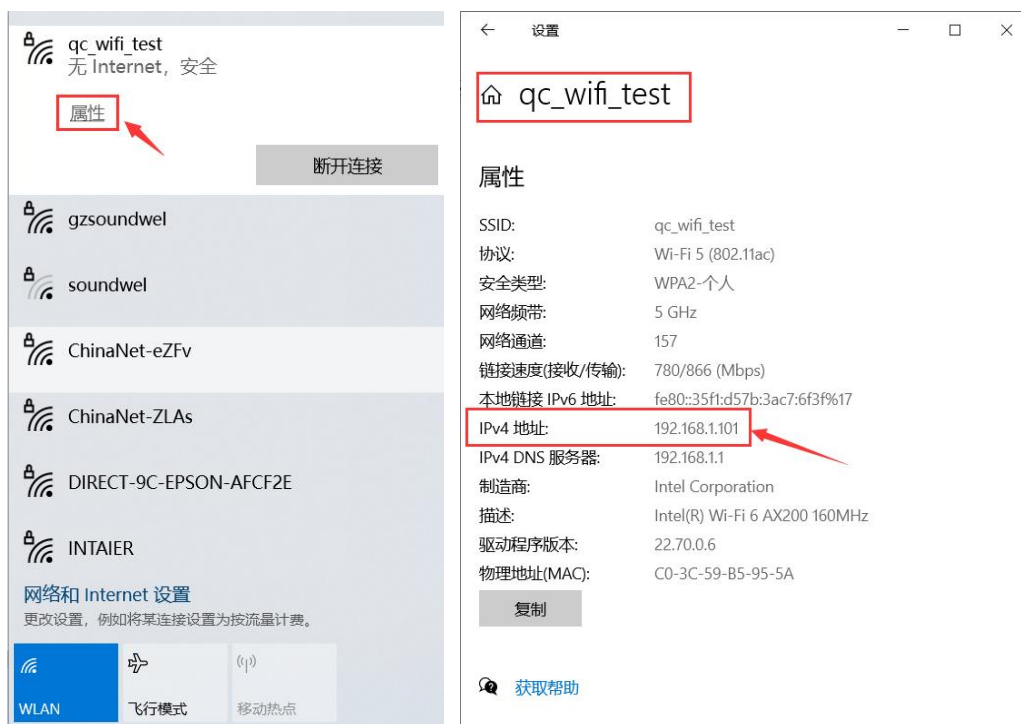 qc_wifi_test
无 Internet，安全
属性
断开连接
gzsoundwel
soundwel
ChinaNet-eZFv
ChinaNet-ZLAs
DIRECT-9C-EPSON-AFCF2E
INTAIER
网络和 Internet 设置
更改设置，例如将某连接设置为按流量计费。
WLAN
飞行模式
移动热点
设置
qc_wifi_test
属性
SSID: qc_wifi_test
协议: Wi-Fi 5 (802.11ac)
安全类型: WPA2-个人
网络频带: 5 GHz
网络通道: 157
链接速度(接收/传输): 780/866 (Mbps)
本地链接 IPv6 地址: fe80::35f1:d57b:3ac7:6f3f%17
IPv4 地址: 192.168.1.101
IPv4 DNS 服务器: 192.168.1.1
制造商: Intel Corporation
描述: Intel(R) Wi-Fi 6 AX200 160MHz
驱动程序版本: 22.70.0.6
物理地址(MAC): C0-3C-59-B5-95-5A
复制
获取帮助